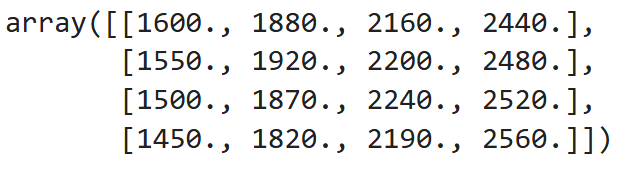 array([[1600., 1880., 2160., 2440.],
       [1550., 1920., 2200., 2480.],
       [1500., 1870., 2240., 2520.],
       [1450., 1820., 2190., 2560.]])